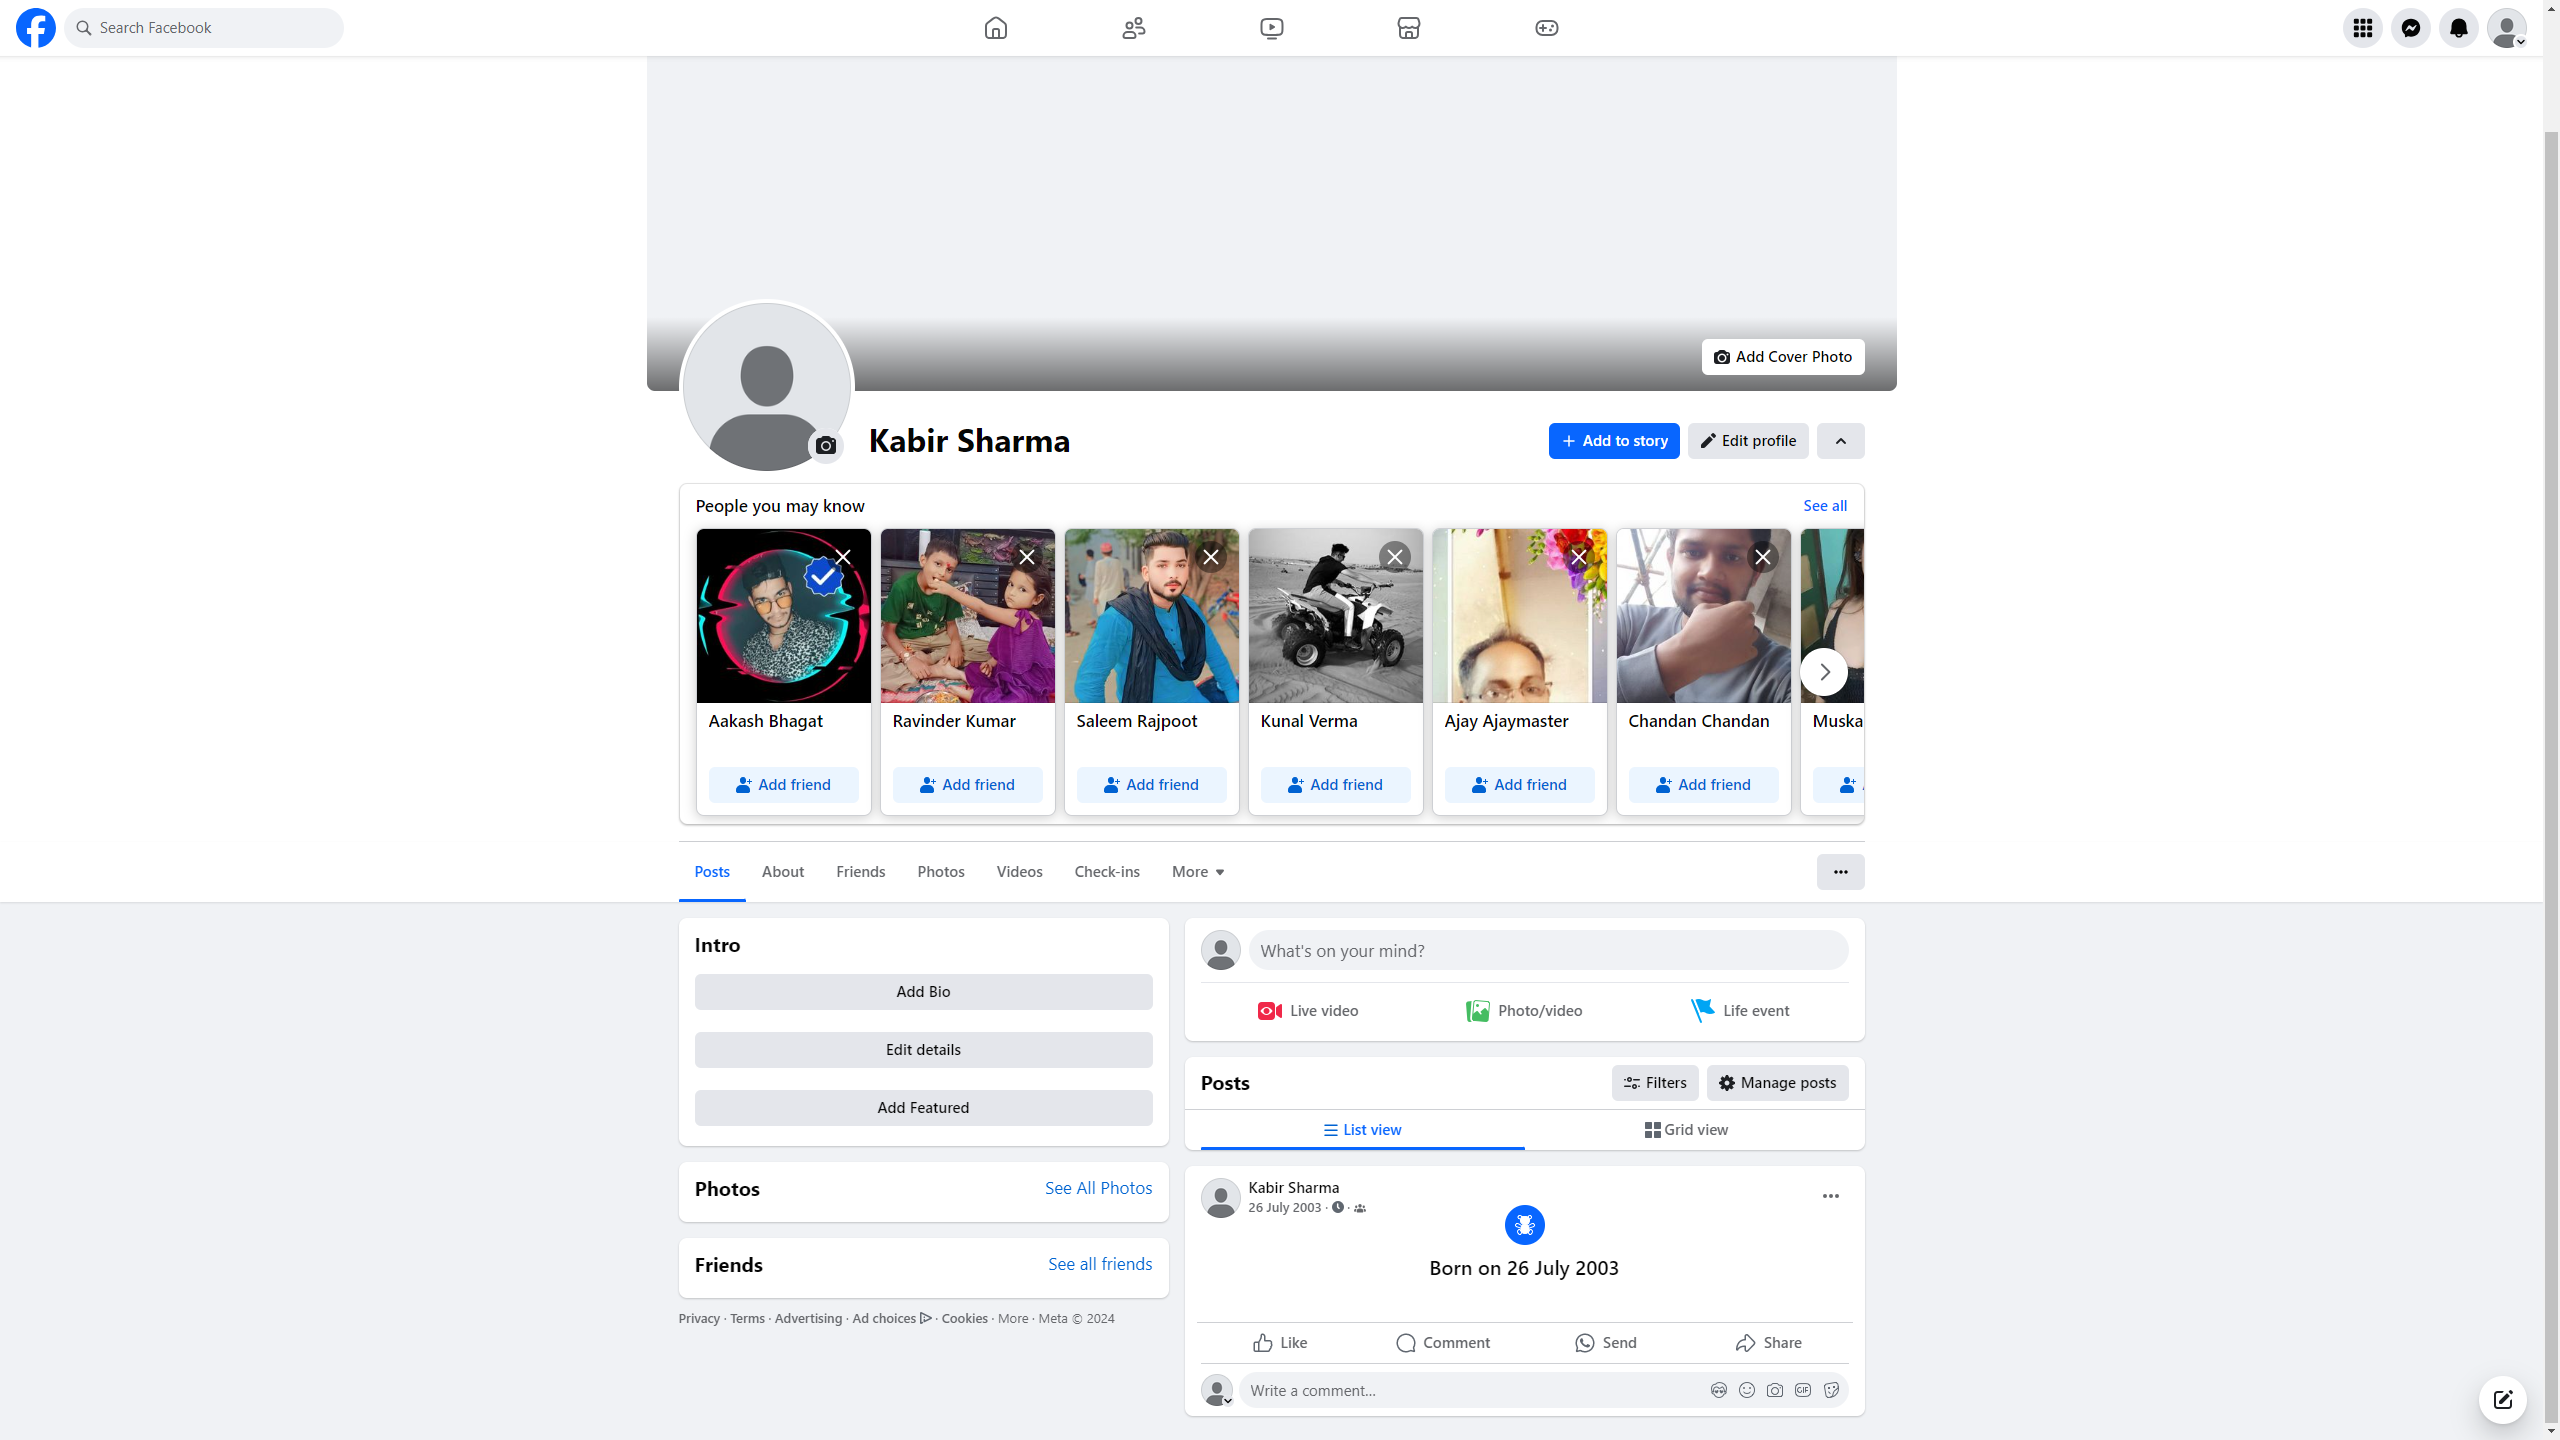 Search Facebook
Add Cover Photo
Kabir Sharma
Add to story
Edit profile
People you may know
See all
Aakash Bhagat
Ravinder Kumar
Saleem Rajpoot
Kunal Verma
Ajay Ajaymaster
Chandan Chandan
Muska
Add friend
Add friend
Add friend
Add friend
Add friend
Add friend
Posts
About
Friends
Photos
Videos
Check-ins
More
Intro
Add Bio
Edit details
Add Featured
Photos
See All Photos
Friends
See all friends
Privacy · Terms · Advertising · Ad choices · Cookies · More · Meta © 2024
What's on your mind?
Live video
Photo/video
Life event
Posts
Filters
Manage posts
List view
Grid view
Kabir Sharma
26 July 2003
Born on 26 July 2003
Like
Comment
Send
Share
Write a comment…
GIF